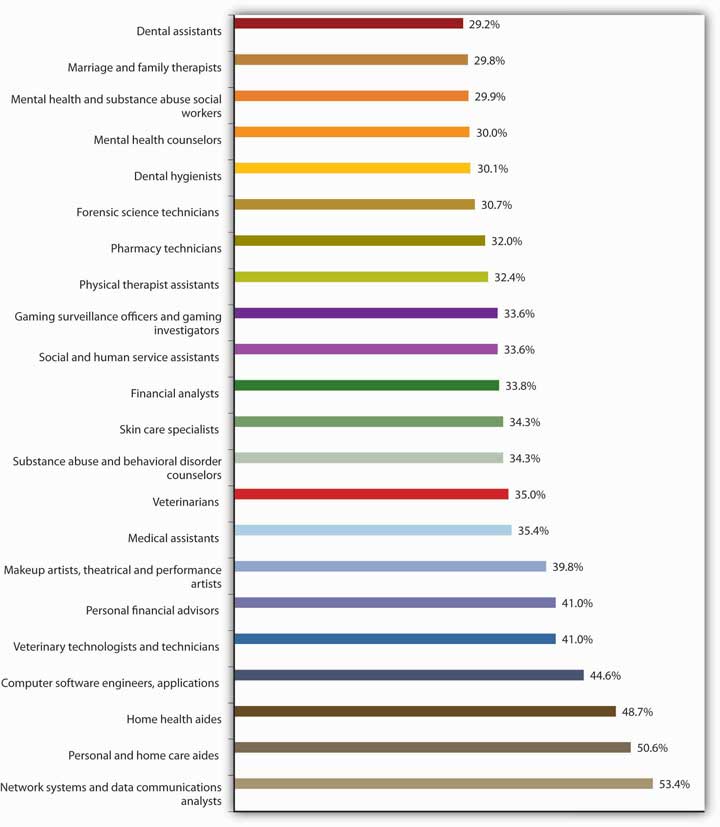 Dental assistants 29.2%
Marriage and family therapists 29.8%
Mental health and substance abuse social
workers 29.9%
Mental health counselors 30.0%
Dental hygienists 30.1%
Forensic science technicians 30.7%
Pharmacy technicians 32.0%
Physical therapist assistants 32.4%
Gaming surveillance officers and gaming
investigators 33.6%
Social and human service assistants 33.6%
Financial analysts 33.8%
Skin care specialists 34.3%
Substance abuse and behavioral disorder
counselors 34.3%
Veterinarians 35.0%
Medical assistants 35.4%
Makeup artists, theatrical and performance
artists 39.8%
Personal financial advisors 41.0%
Veterinary technologists and technicians 41.0%
Computer software engineers, applications 44.6%
Home health aides 48.7%
Personal and home care aides 50.6%
Network systems and data communications
analysts 53.4%